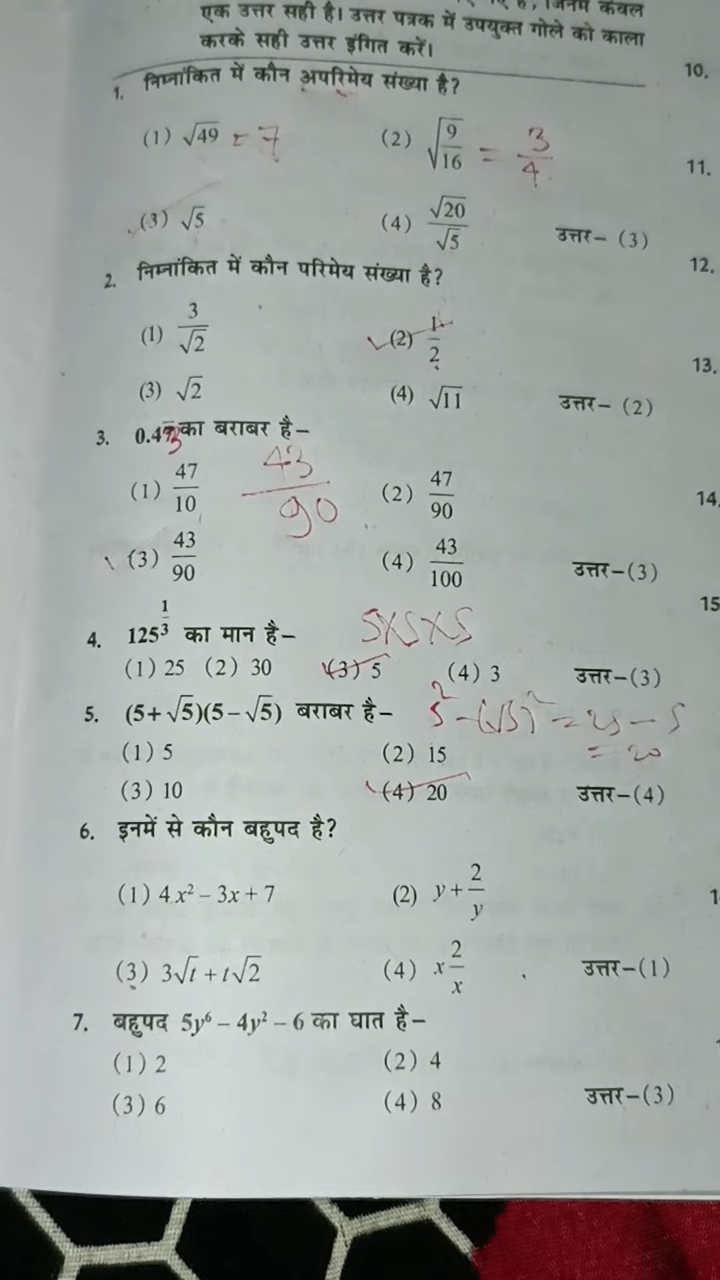 जिनमें केवल
एक उत्तर सही है। उत्तर पत्रक में उपयुक्त गोले को काला
करके सही उत्तर इंगित करें।
1. निम्नांकित में कौन अपरिमेय संख्या है?
(1) √49 = 7 (2) √(9/16) = 3/4
(3) √5 (4) √20/√5 उत्तर– (3)
2. निम्नांकित में कौन परिमेय संख्या है?
(1) 3/√2 (2) 1/2
(3) √2 (4) √11 उत्तर– (2)
3. 0.47̄ का बराबर है–
(1) 47/10 43/90 (2) 47/90
(3) 43/90 (4) 43/100 उत्तर–(3)
4. 125^(1/3) का मान है– 5×5×5
(1) 25 (2) 30 (3) 5 (4) 3 उत्तर–(3)
5. (5+√5)(5–√5) बराबर है– 5² – (√5)² = 25 – 5
= 20
(1) 5 (2) 15
(3) 10 (4) 20 उत्तर–(4)
6. इनमें से कौन बहुपद है?
(1) 4x² – 3x + 7 (2) y + 2/y
(3) 3√t + t√2 (4) x 2/x उत्तर–(1)
7. बहुपद 5y⁶ – 4y² – 6 का घात है–
(1) 2 (2) 4
(3) 6 (4) 8 उत्तर–(3)
10.
11.
12.
13.
14.
15
1